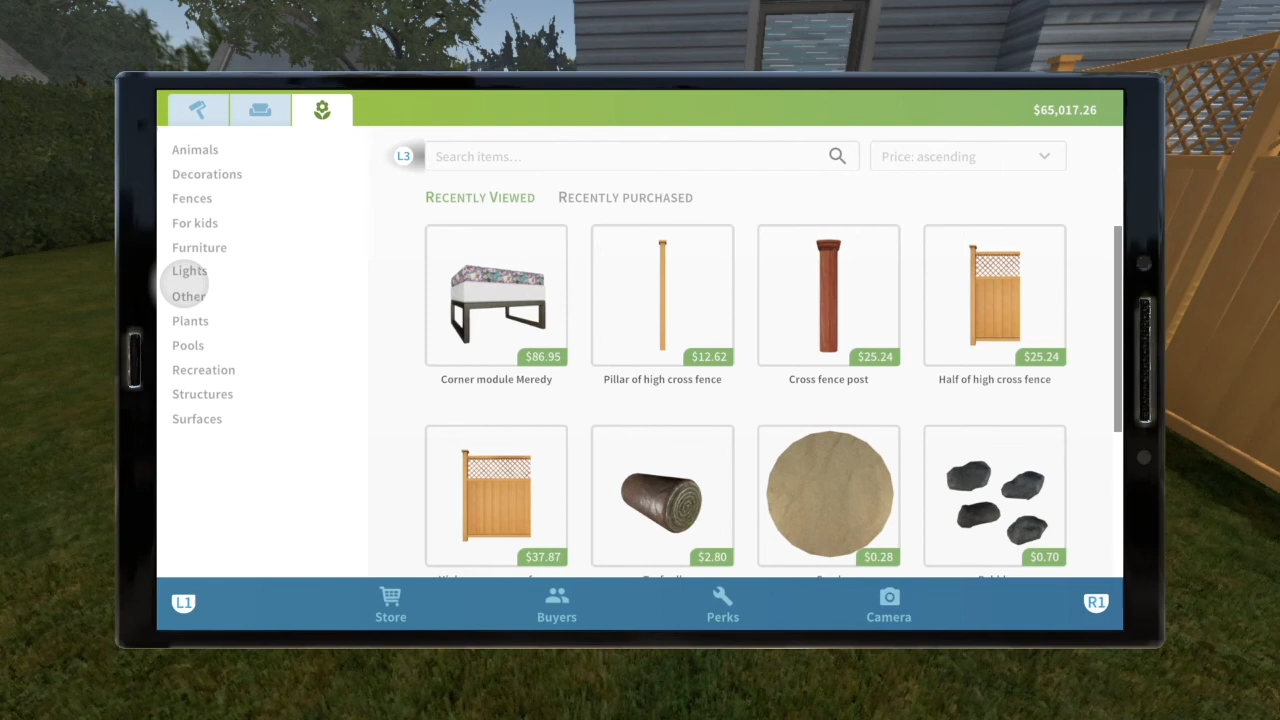 $65,017.26
Animals
Decorations
Fences
For kids
Furniture
Lights
Other
Plants
Pools
Recreation
Structures
Surfaces
L3
Search items...
Price: ascending
Recently Viewed
Recently purchased
$86.95
$12.62
$25.24
$25.24
Corner module Meredy
Pillar of high cross fence
Cross fence post
Half of high cross fence
$37.87
$2.80
$0.28
$0.70
L1
Store
Buyers
Perks
Camera
R1